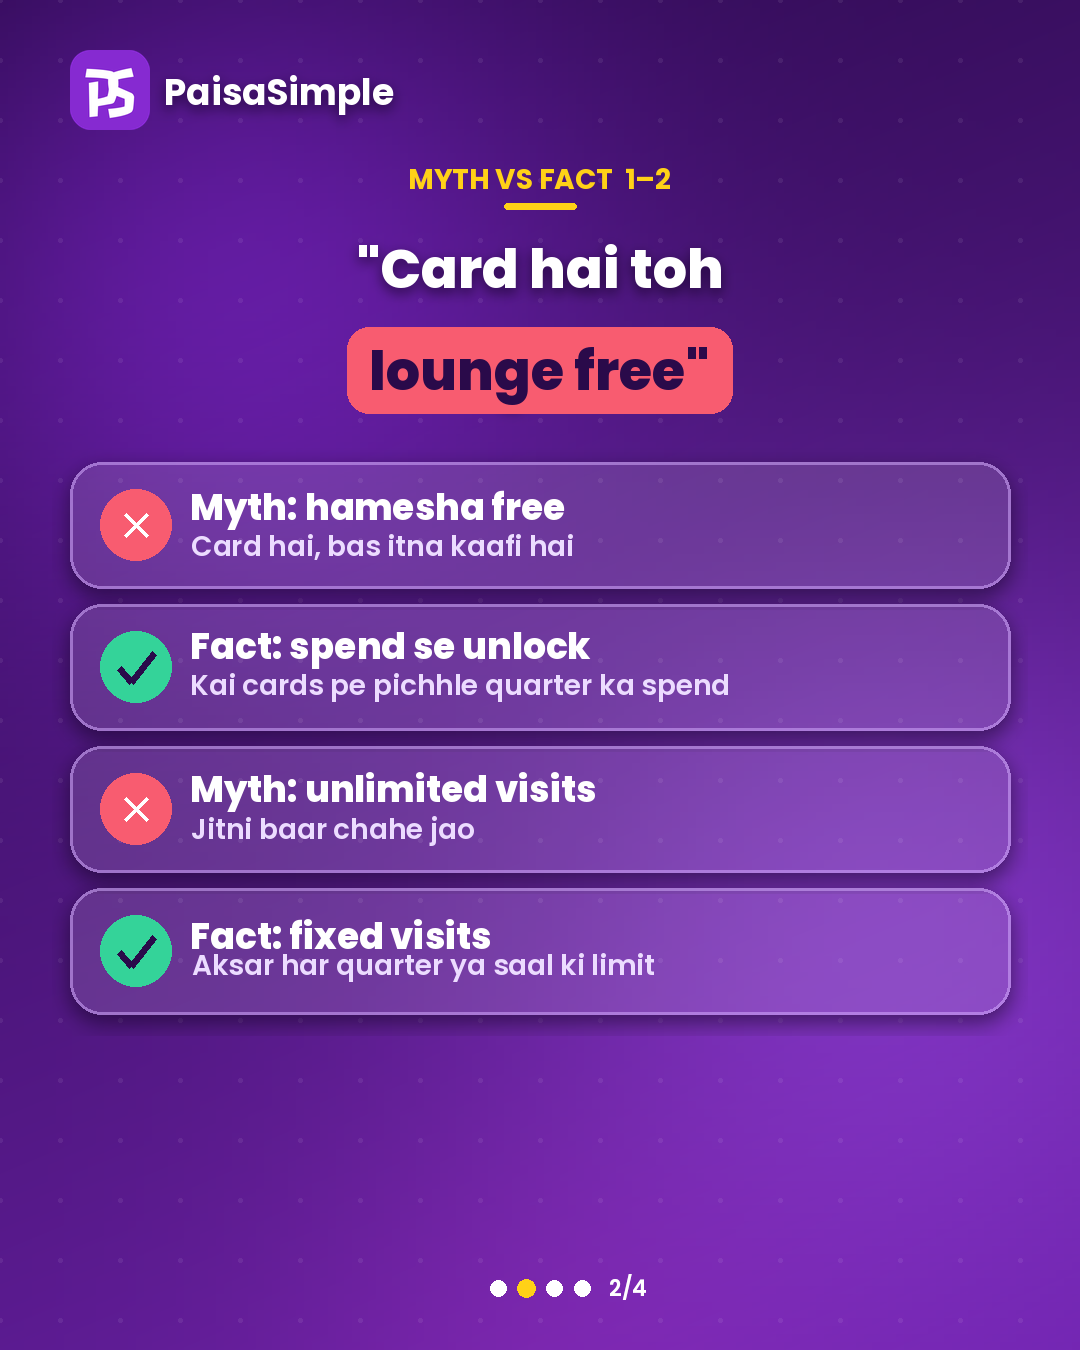 PaisaSimple
MYTH VS FACT 1–2
"Card hai toh
lounge free"
Myth: hamesha free
Card hai, bas itna kaafi hai
Fact: spend se unlock
Kai cards pe pichhle quarter ka spend
Myth: unlimited visits
Jitni baar chahe jao
Fact: fixed visits
Aksar har quarter ya saal ki limit
2/4